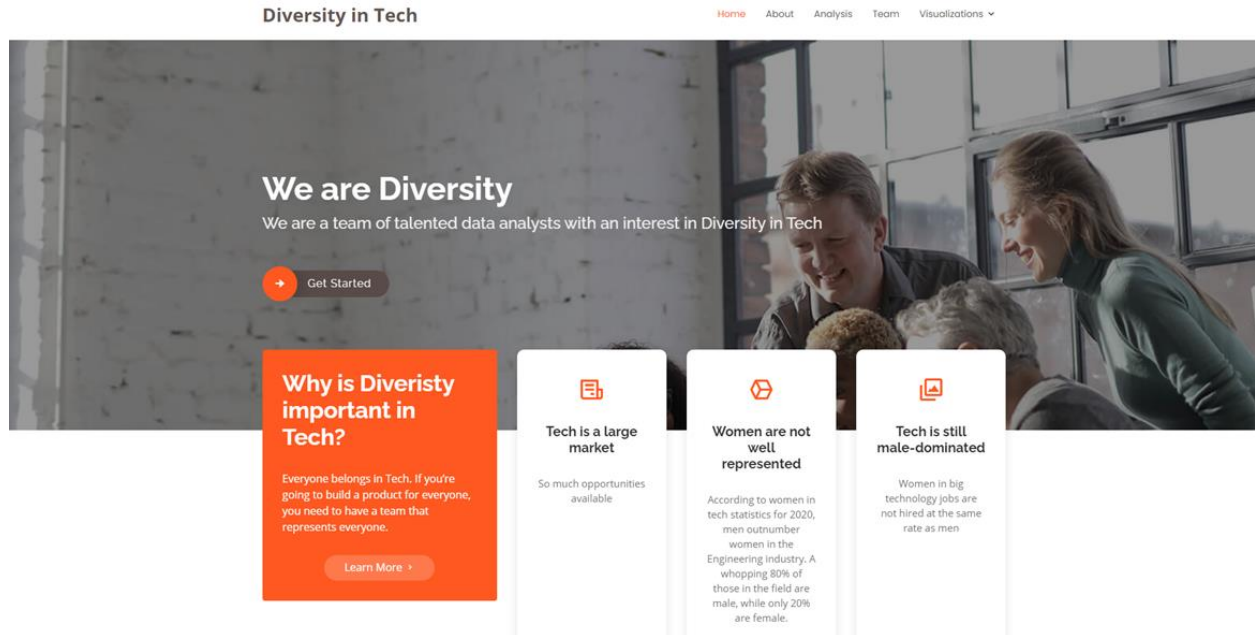 Diversity in Tech
Home About Analysis Team Visualizations
We are Diversity
We are a team of talented data analysts with an interest in Diversity in Tech
Get Started
Why is Diveristy
important in
Tech?
Everyone belongs in Tech. If you're
going to build a product for everyone,
you need to have a team that
represents everyone.
Learn More
Tech is a large
market
So much opportunities
available
Women are not
well
represented
According to women in
tech statistics for 2020,
men outnumber
women in the
Engineering industry. A
whopping 80% of
those in the field are
male, while only 20%
are female.
Tech is still
male-dominated
Women in big
technology jobs are
not hired at the same
rate as men